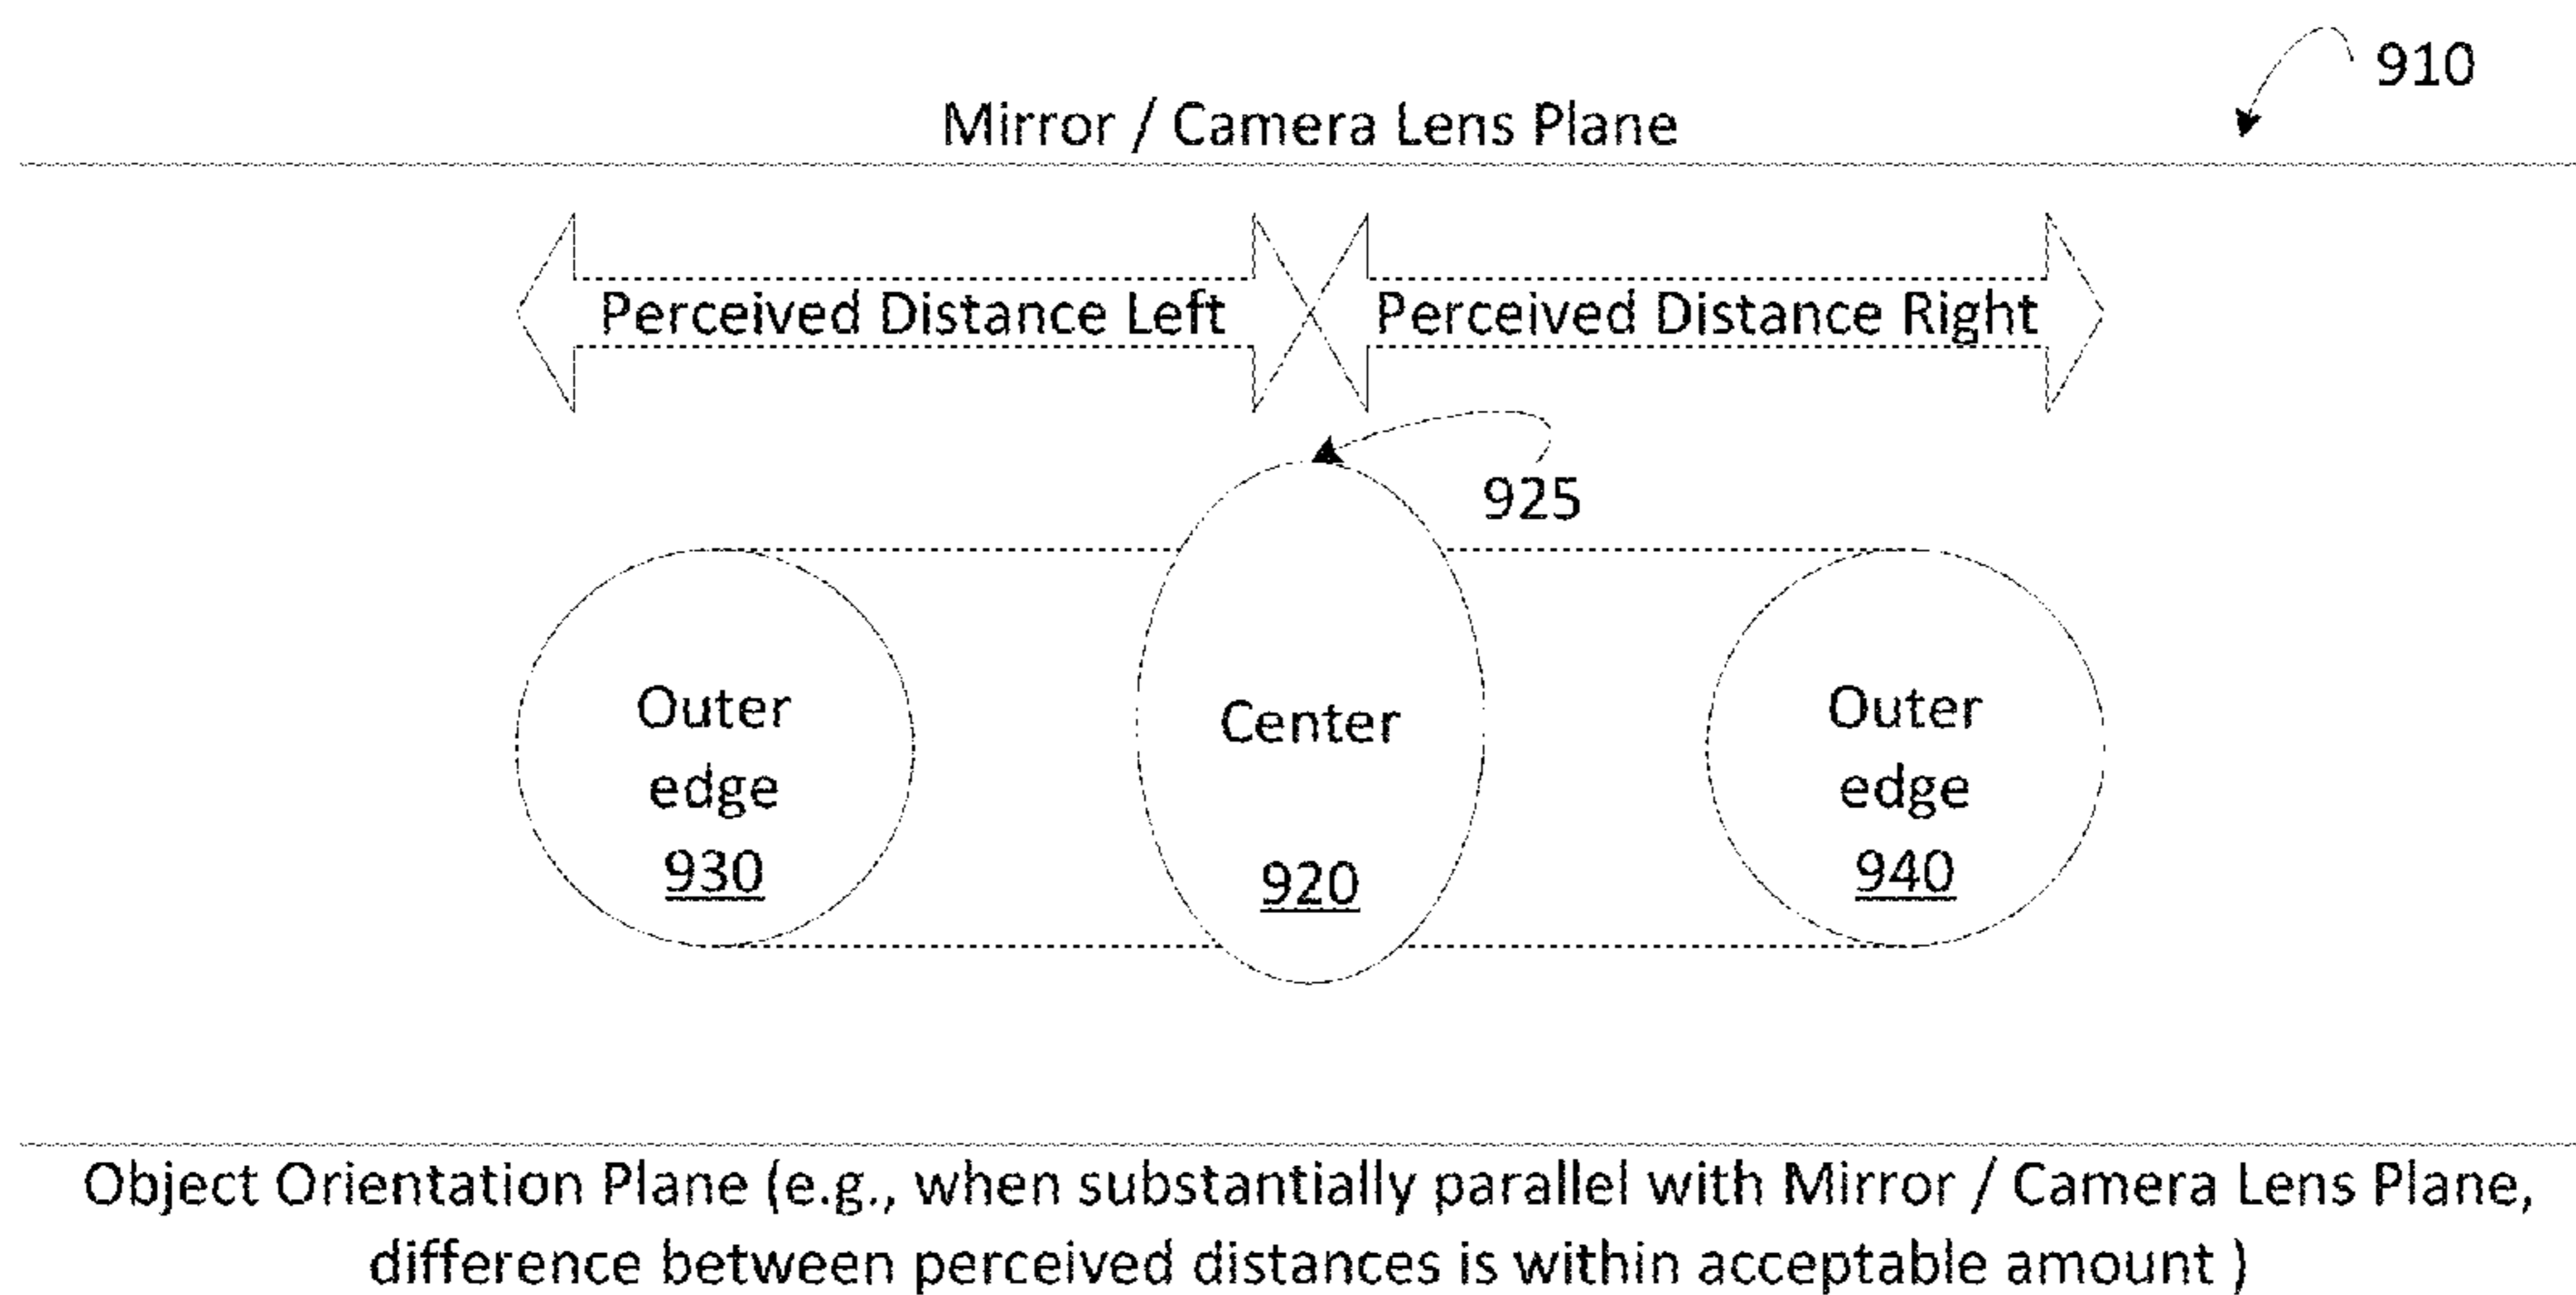 910
Mirror / Camera Lens Plane
Perceived Distance Left
Perceived Distance Right
925
Outer
edge
930
Center
920
Outer
edge
940
Object Orientation Plane (e.g., when substantially parallel with Mirror / Camera Lens Plane,
difference between perceived distances is within acceptable amount )